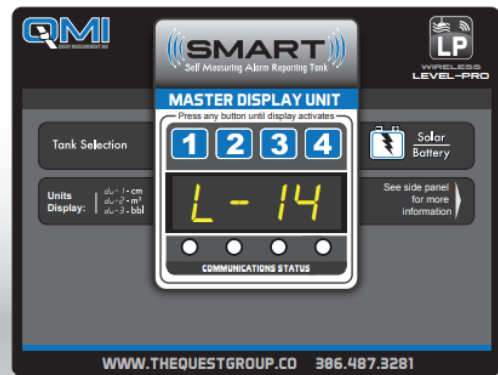 QMI
QUEST MEASUREMENT INC
SMART
Self Measuring Alarm Reporting Tank
LP
WIRELESS
LEVEL-PRO
MASTER DISPLAY UNIT
Press any button until display activates
1 2 3 4
Tank Selection
Solar
Battery
Units
Display:
du-1-cm
du-2-m³
du-3-bbl
L-14
See side panel
for more
information
COMMUNICATIONS STATUS
WWW.THEQUESTGROUP.CO 306.487.3281